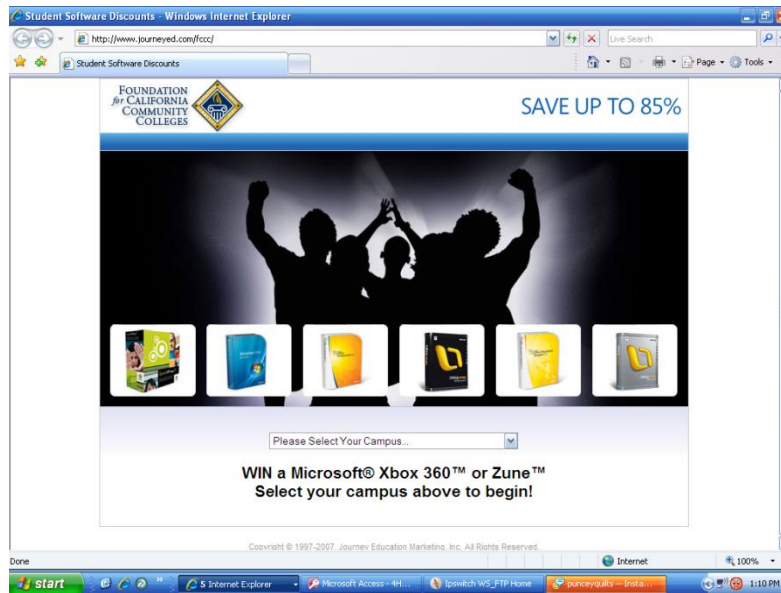 Student Software Discounts - Windows Internet Explorer
http://www.journeyed.com/fccc/
Live Search
Student Software Discounts
Page
Tools
FOUNDATION
for CALIFORNIA
COMMUNITY
COLLEGES
SAVE UP TO 85%
Please Select Your Campus...
WIN a Microsoft® Xbox 360™ or Zune™
Select your campus above to begin!
Copyright © 1997-2007. Journey Education Marketing, Inc. All Rights Reserved.
Done
Internet
100%
start
5 Internet Explorer
Microsoft Access - 4H...
Ipswitch WS_FTP Home
punceyquilts -- Insta...
1:10 PM